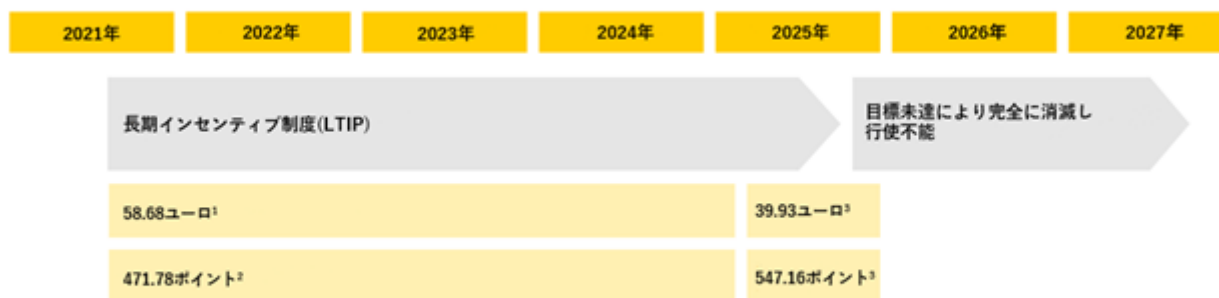 2021年 2022年 2023年 2024年 2025年 2026年 2027年
長期インセンティブ制度(LTIP)
目標未達により完全に消滅し
行使不能
58.68ユーロ¹ 39.93ユーロ³
471.78ポイント² 547.16ポイント³